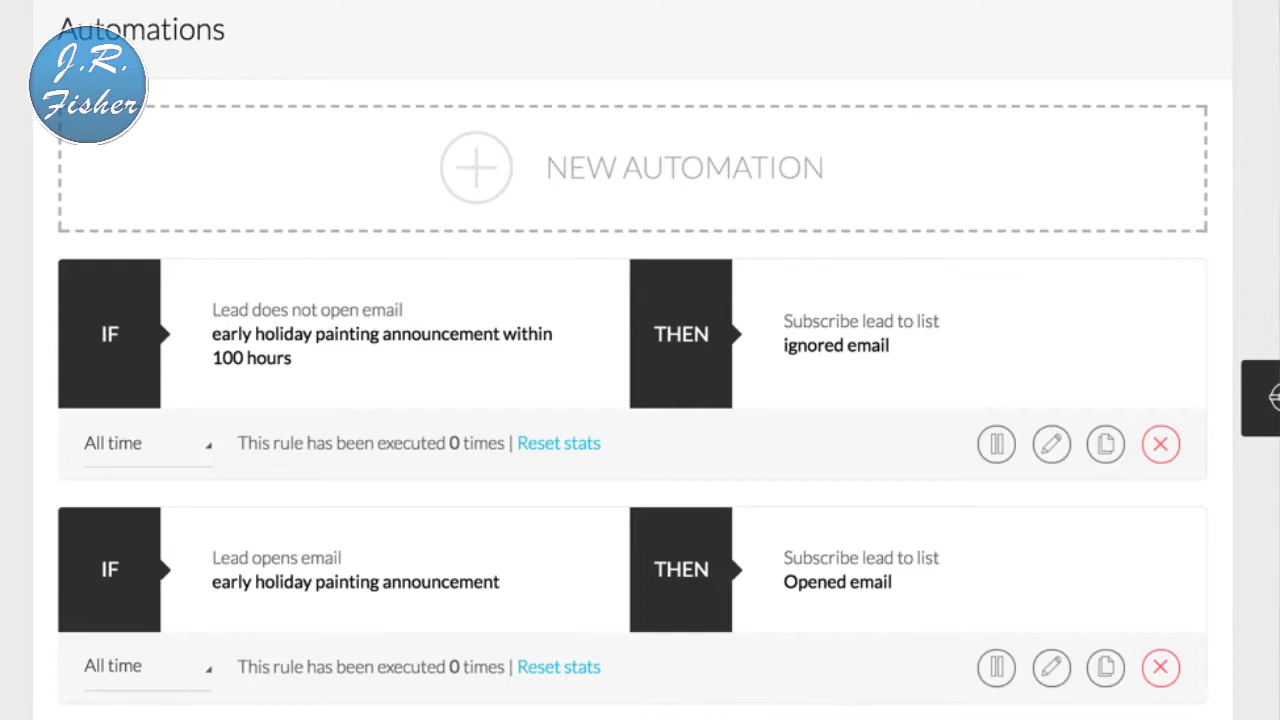 Automations
J.R.
Fisher
NEW AUTOMATION
IF
Lead does not open email
early holiday painting announcement within
100 hours
THEN
Subscribe lead to list
ignored email
All time
This rule has been executed 0 times | Reset stats
IF
Lead opens email
early holiday painting announcement
THEN
Subscribe lead to list
Opened email
All time
This rule has been executed 0 times | Reset stats